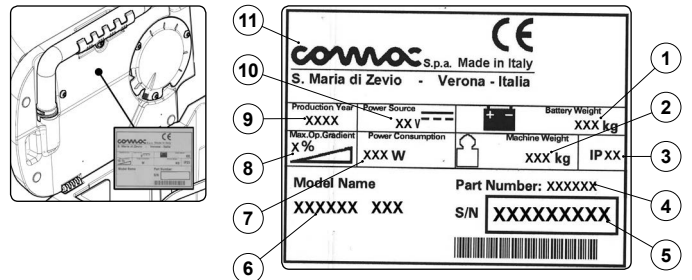 11
comac S.p.a. Made in Italy
CE
S. Maria di Zevio - Verona - Italia
10
1
2
Production Year
XXXX
Power Source
XX V
+ -
Battery Weight
XXX kg
9
Max.Op.Gradient
X%
Power Consumption
XXX W
Machine Weight
XXX kg
IP XX
3
8
Model Name
XXXXXX XXX
Part Number: XXXXXX
4
7
S/N XXXXXXXXX
6
5